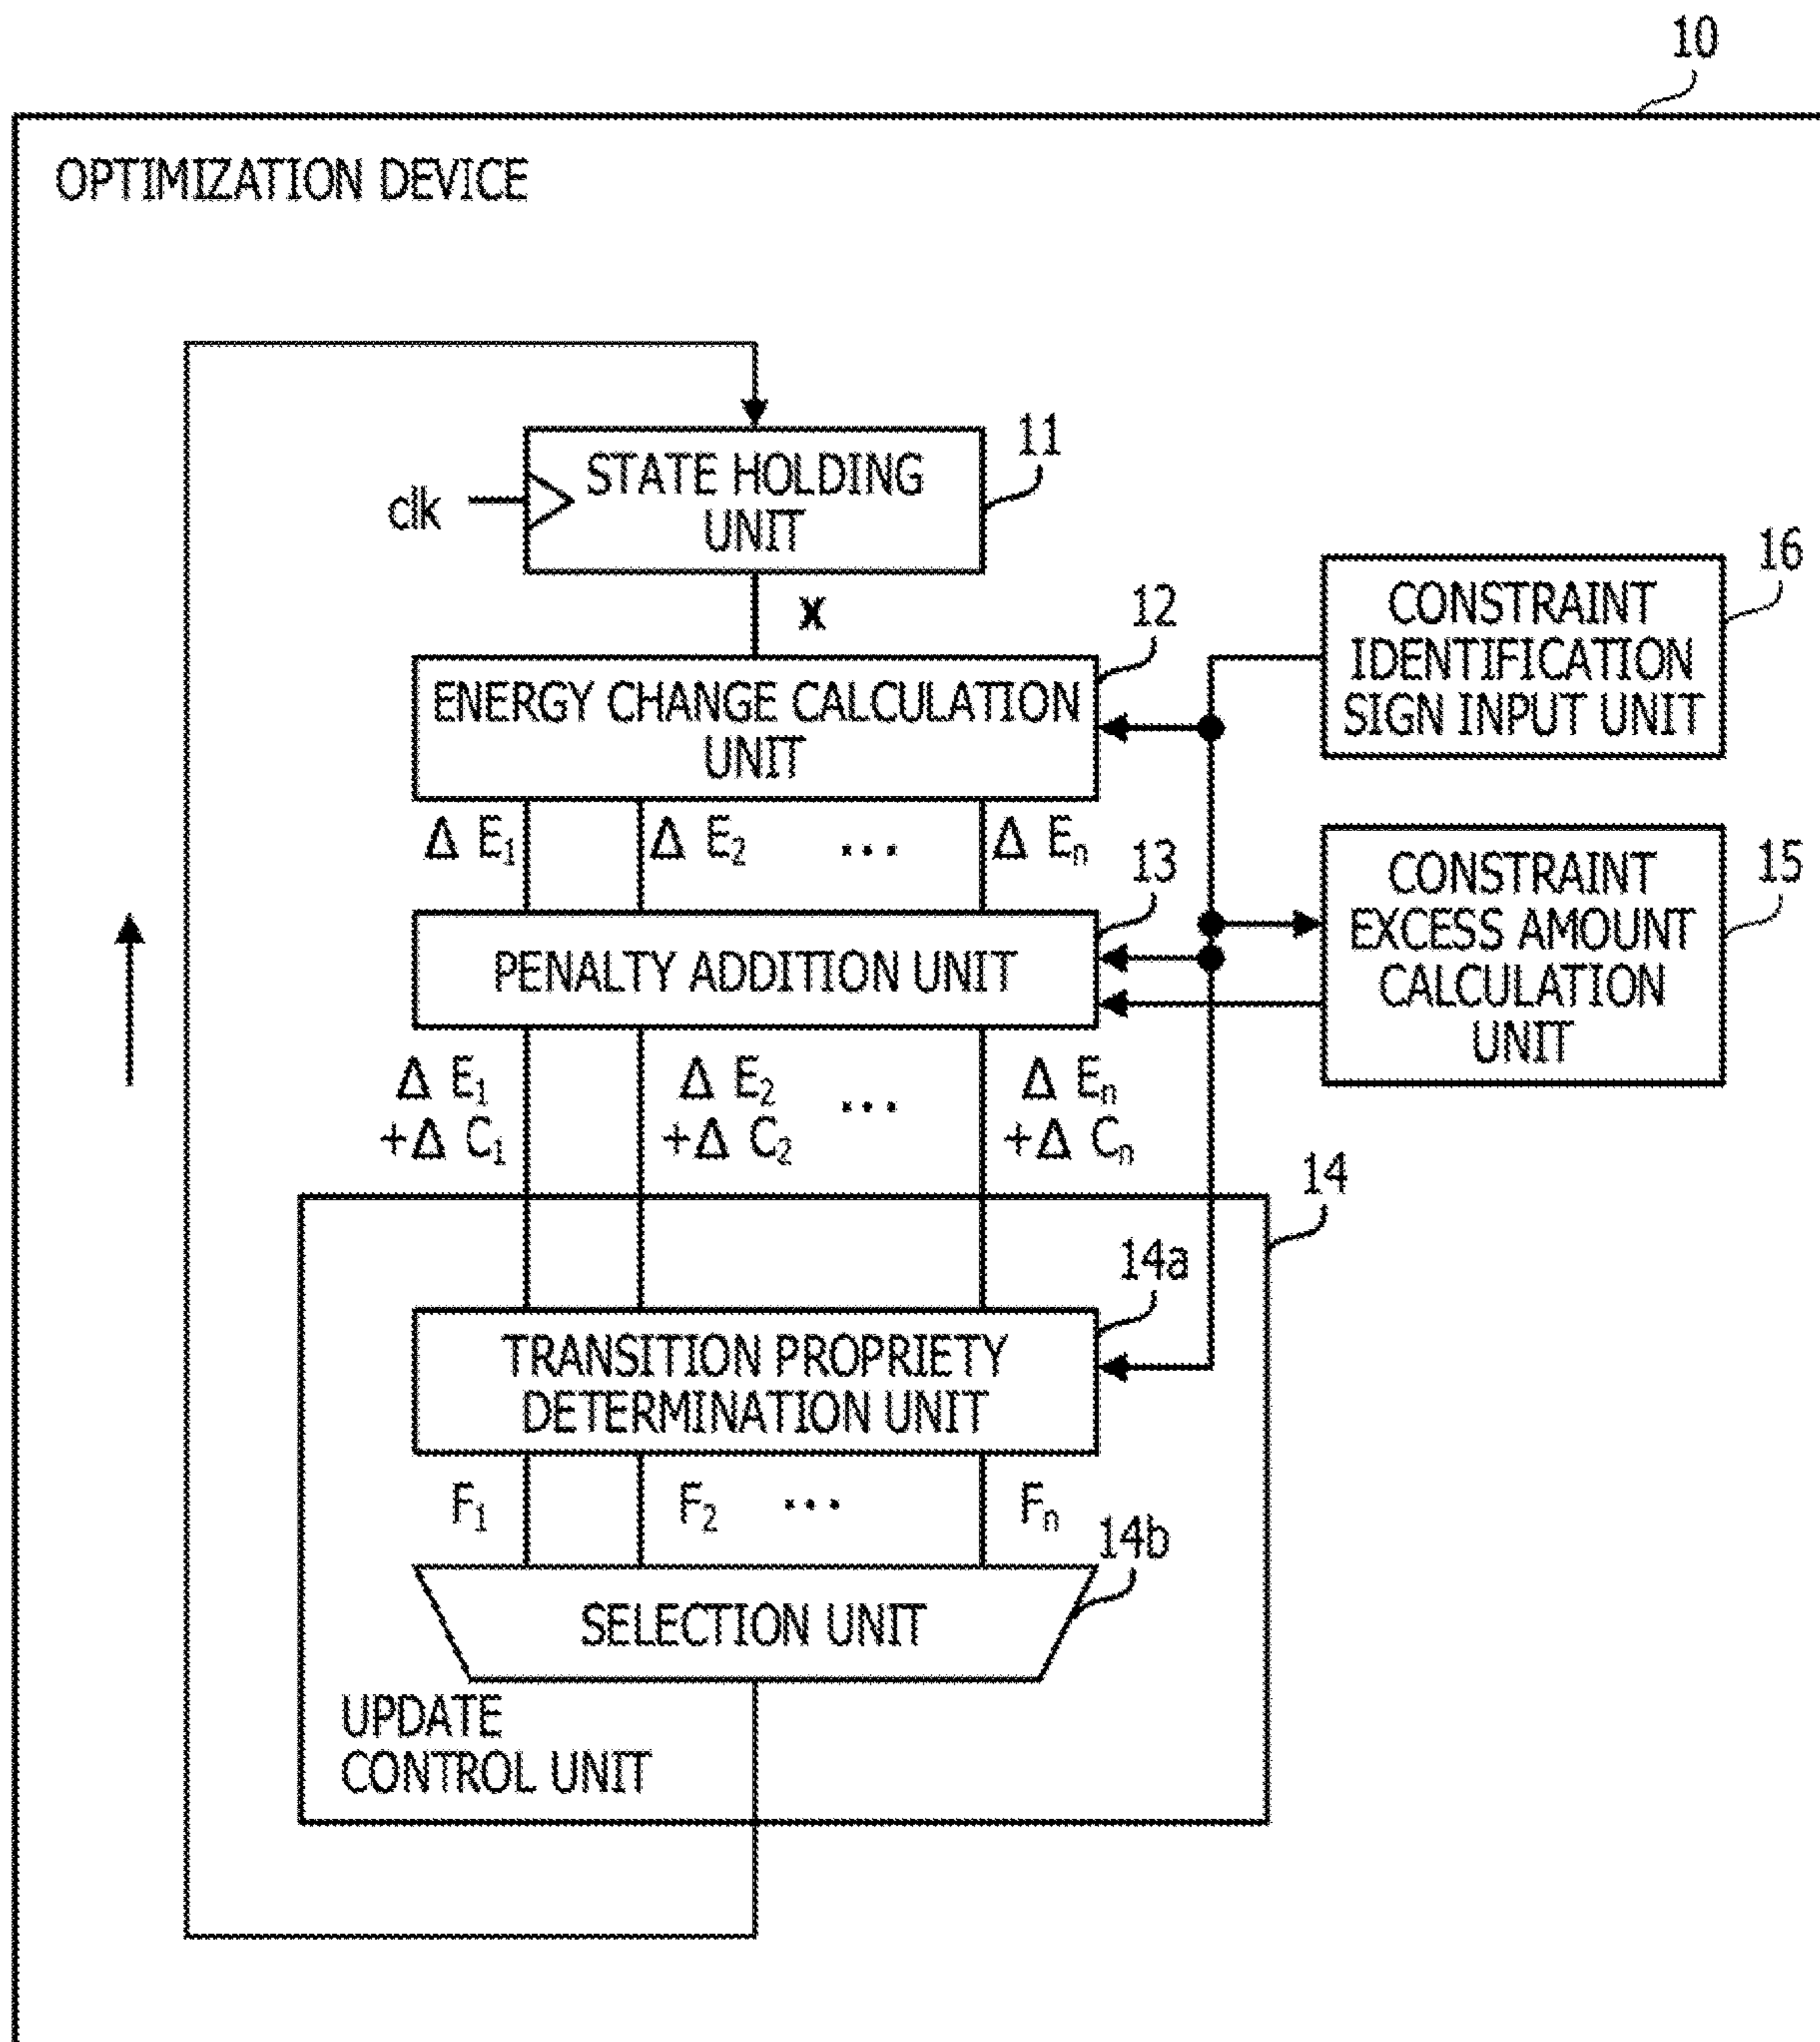 10
OPTIMIZATION DEVICE
11
STATE HOLDING
UNIT
clk
X
12
ENERGY CHANGE CALCULATION
UNIT
16
CONSTRAINT
IDENTIFICATION
SIGN INPUT UNIT
Δ E₁ Δ E₂ ... Δ Eₙ
13
PENALTY ADDITION UNIT
15
CONSTRAINT
EXCESS AMOUNT
CALCULATION
UNIT
Δ E₁ Δ E₂ ... Δ Eₙ
+Δ C₁ +Δ C₂ +Δ Cₙ
14
14a
TRANSITION PROPRIETY
DETERMINATION UNIT
F₁ F₂ ... Fₙ
14b
SELECTION UNIT
UPDATE
CONTROL UNIT